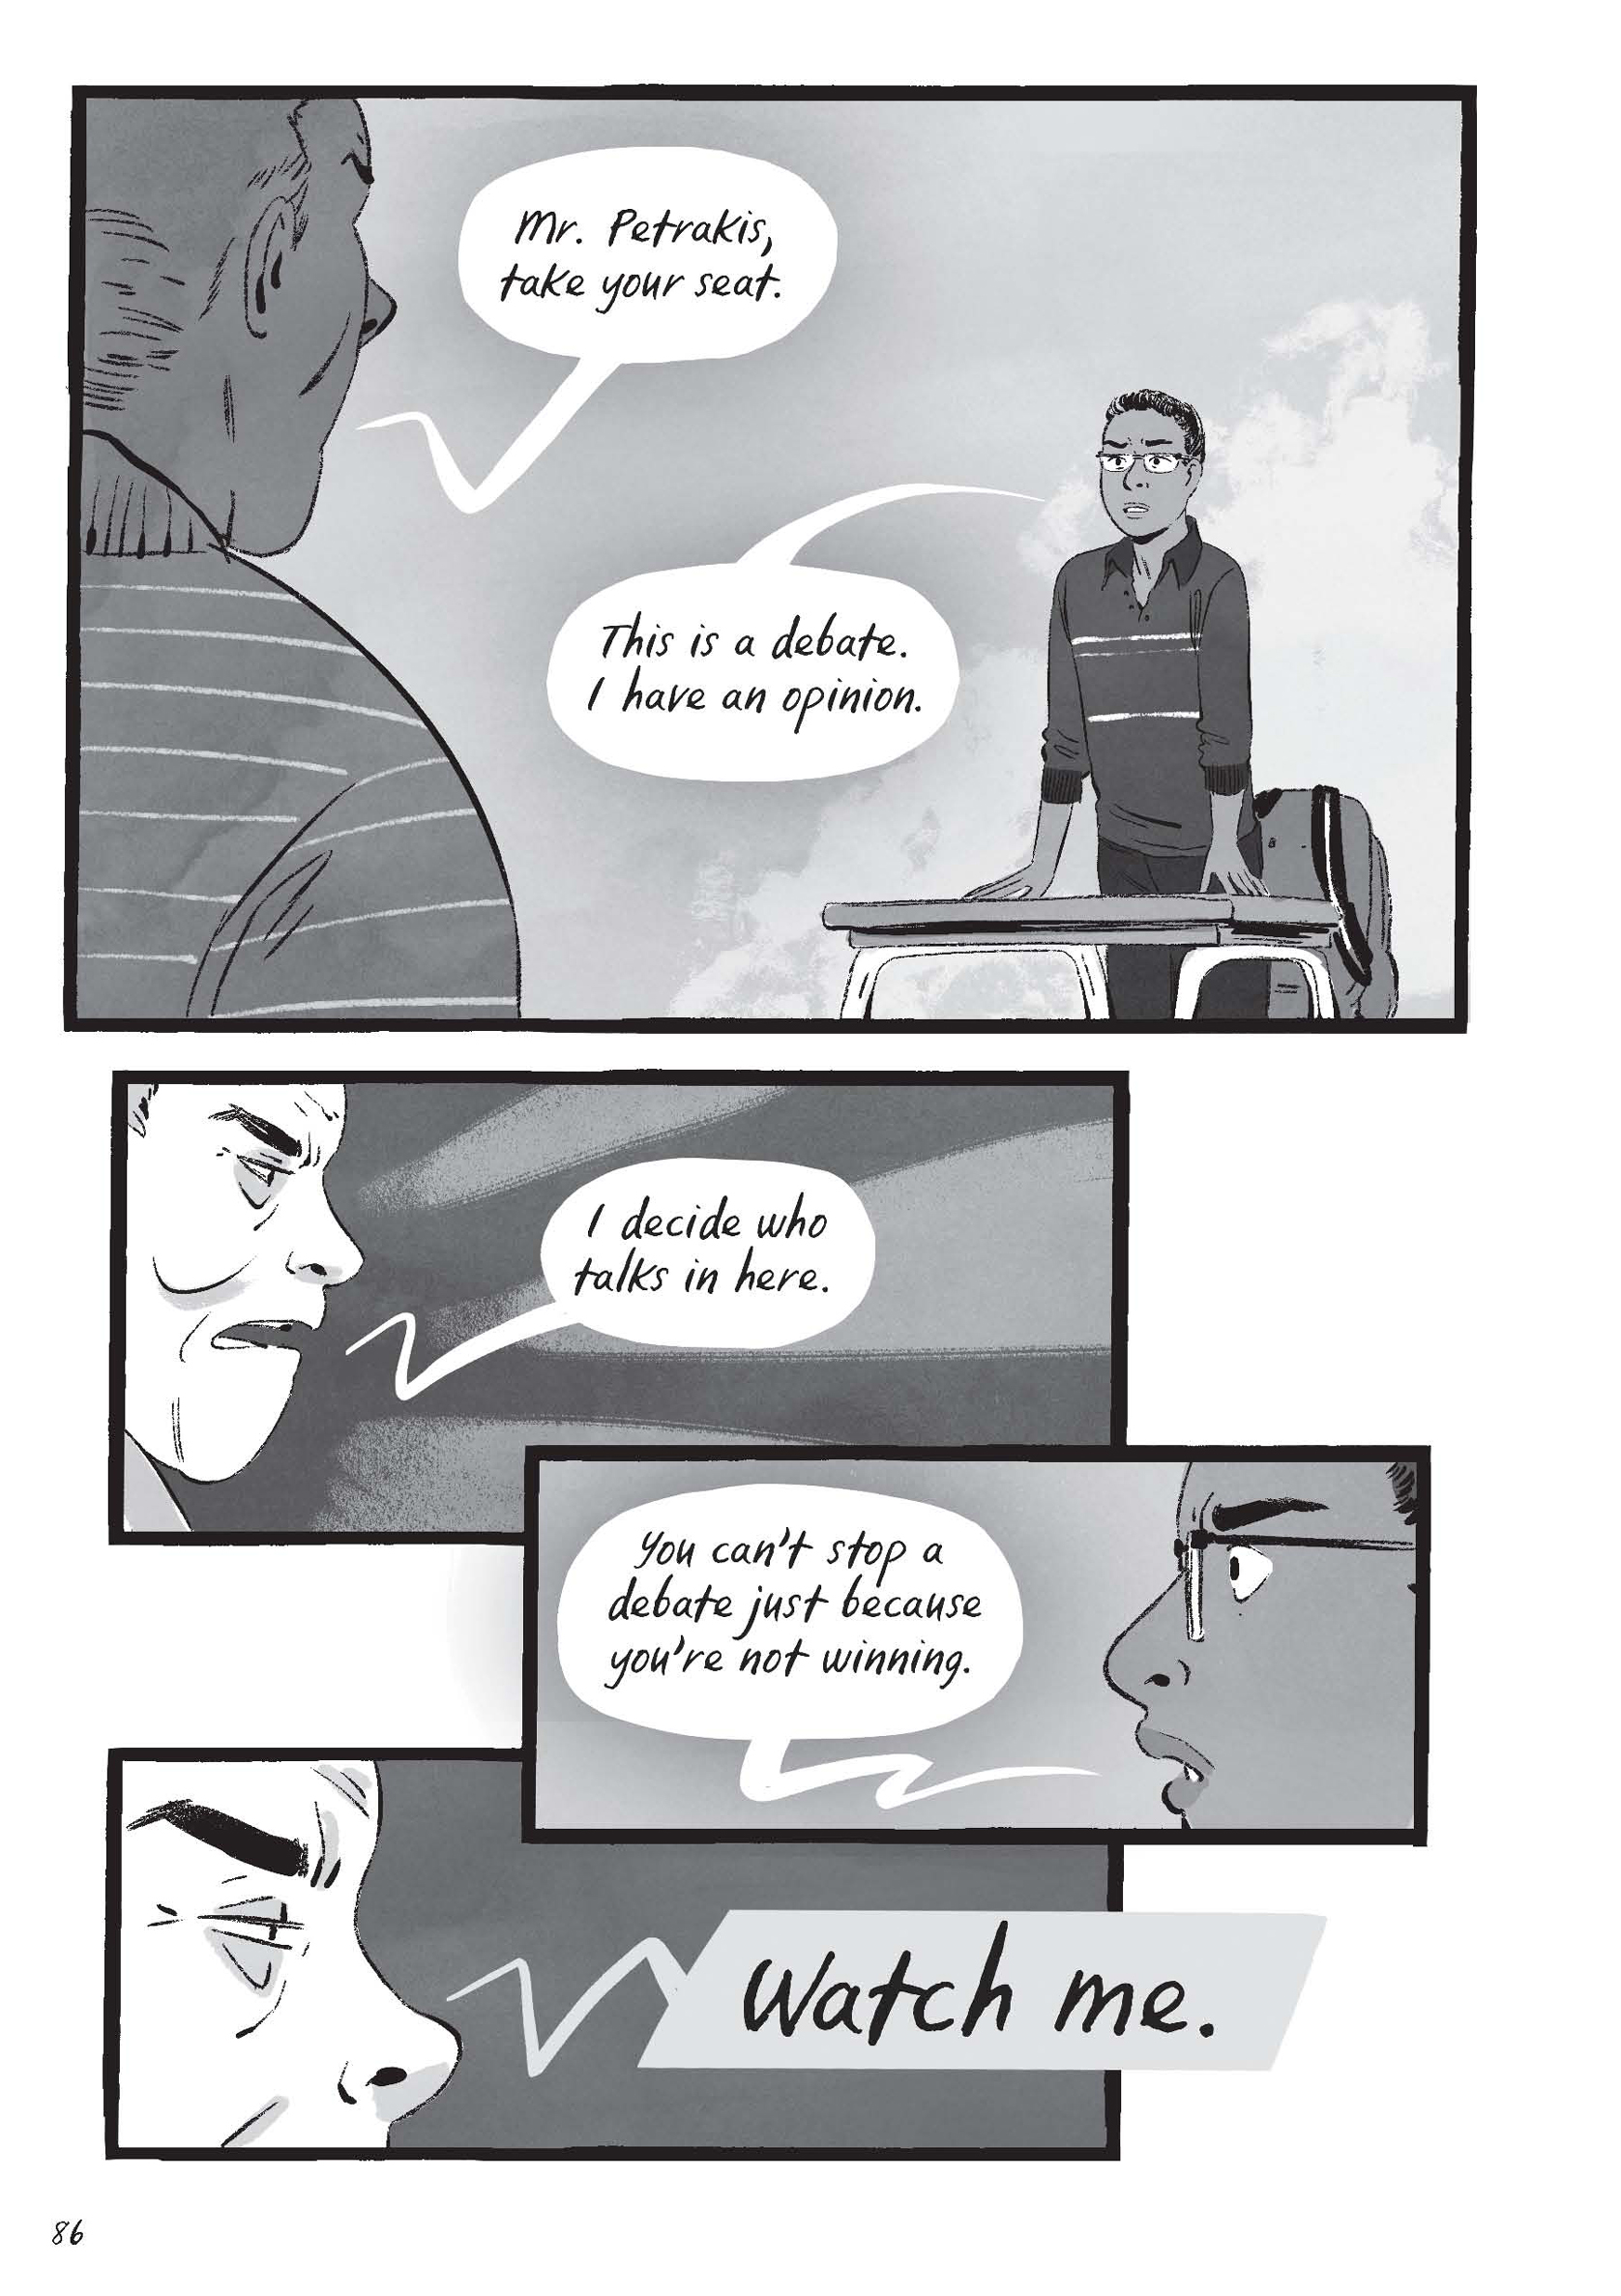 Mr. Petrakis,
take your seat.
This is a debate.
I have an opinion.
I decide who
talks in here.
You can't stop a
debate just because
you're not winning.
Watch me.
86